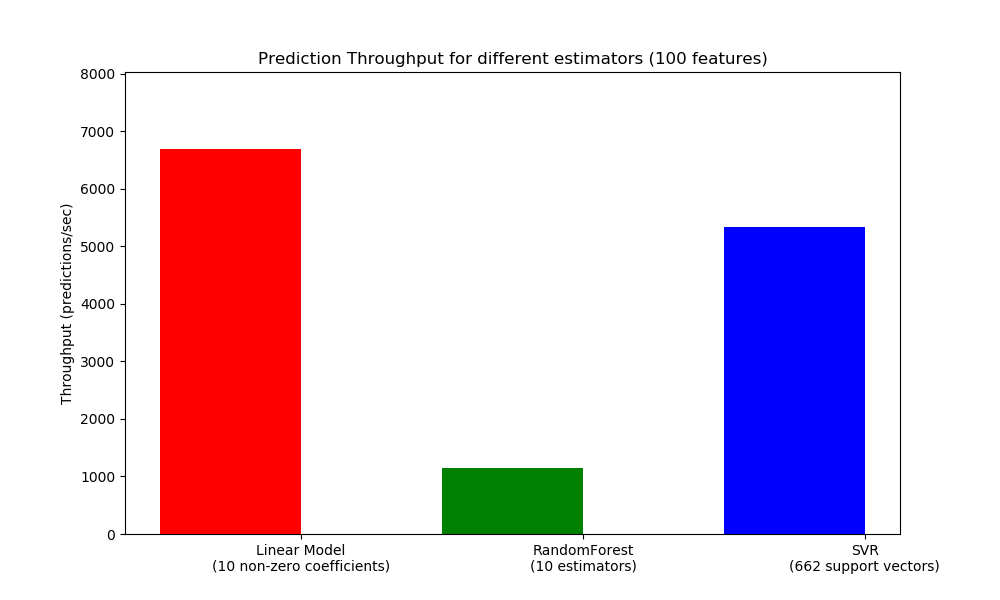 Prediction Throughput for different estimators (100 features)
Throughput (predictions/sec)
8000
7000
6000
5000
4000
3000
2000
1000
0
Linear Model
(10 non-zero coefficients)
RandomForest
(10 estimators)
SVR
(662 support vectors)